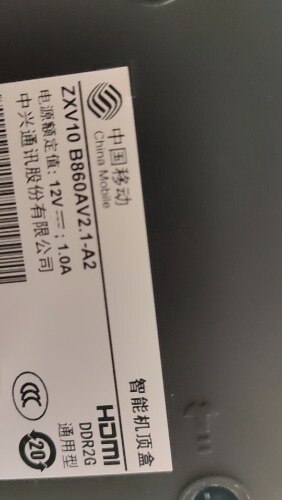 中国移动
China Mobile
智能机顶盒
ZXV10 B860AV2.1-A2
电源额定值: 12V⎓; 1.0A
中兴通讯股份有限公司
HDMI
DDR2G
通用型
CCC
20